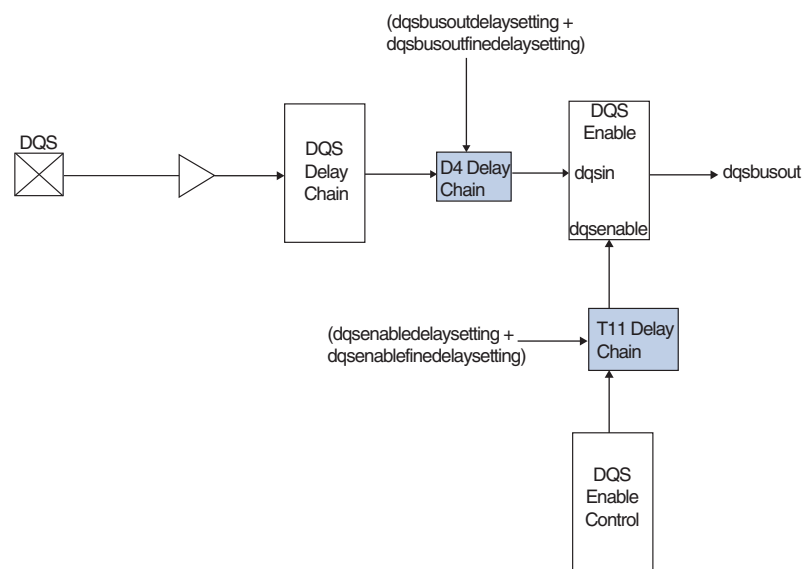 (dqsbusoutdelaysetting +
dqsbusoutfinedelaysetting)
DQS
DQS
Delay
Chain
D4 Delay
Chain
DQS
Enable
dqsin
dqsenable
dqsbusout
(dqsenabledelaysetting +
dqsenablefinedelaysetting)
T11 Delay
Chain
DQS
Enable
Control